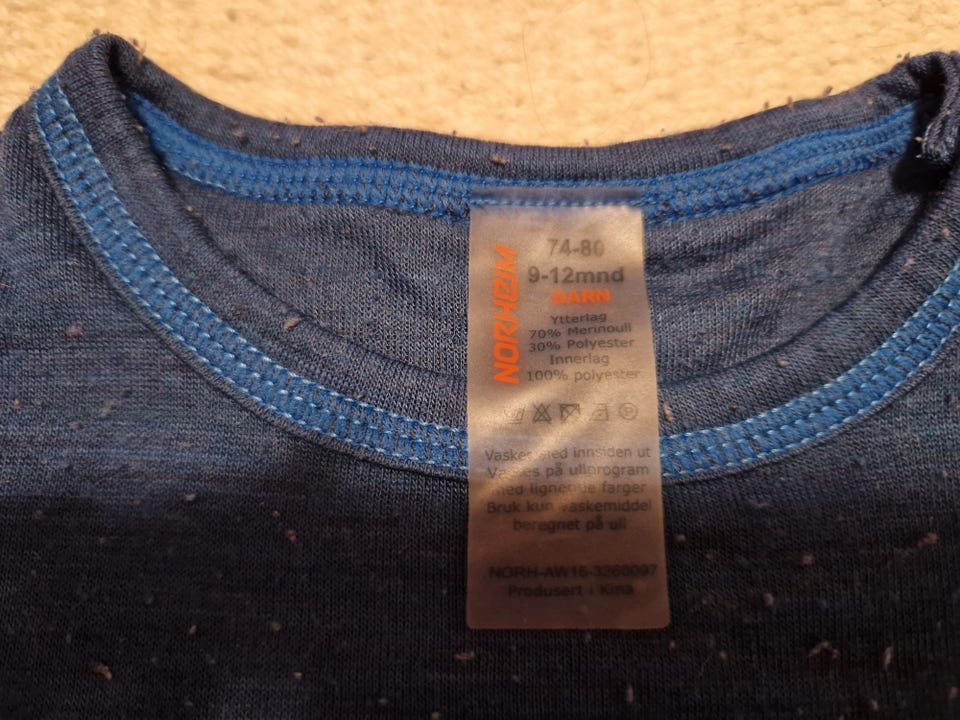 NORHEIM
74-80
9-12mnd
BARN
Ytterlag
70% Merinoull
30% Polyester
Innerlag
100% polyester
Vaskes med innsiden ut
Vaskes på ullprogram
med lignende farger
Bruk kun vaskemiddel
beregnet på ull
NORH-AW16-3260097
Produsert i Kina